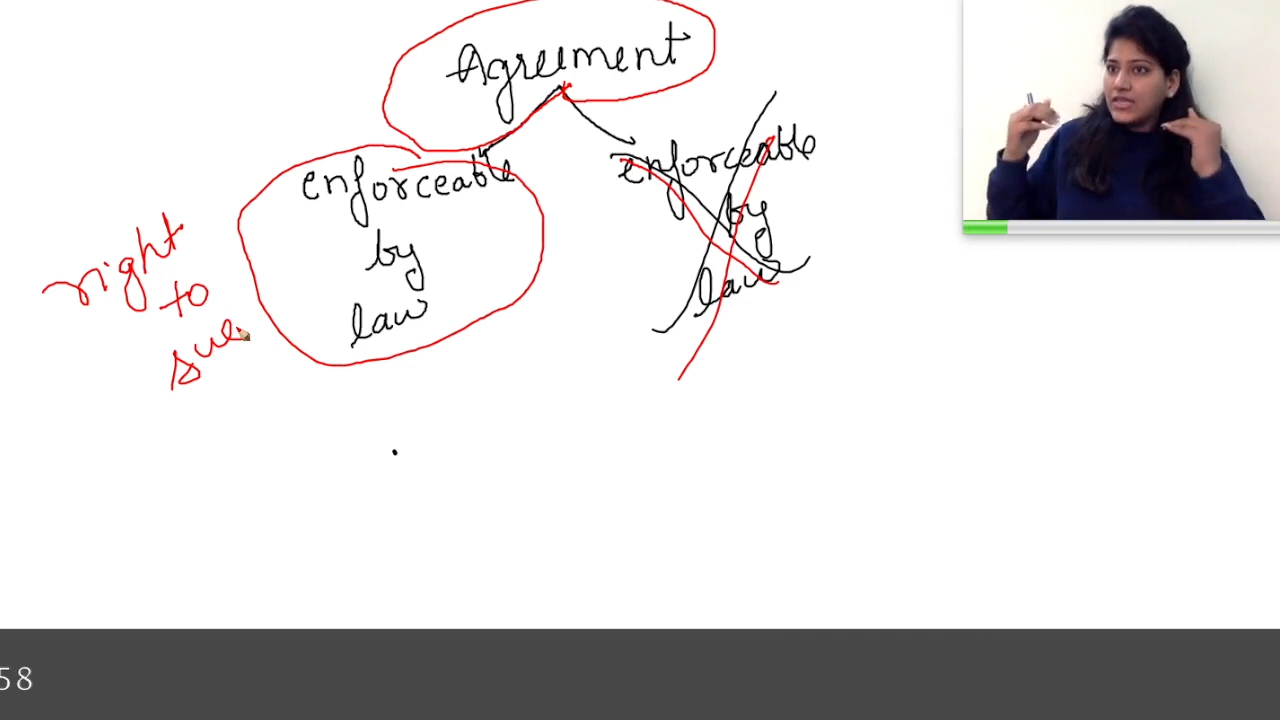 Agreement
enforceable
by
law
enforceable
by
law
right
to
sue
58